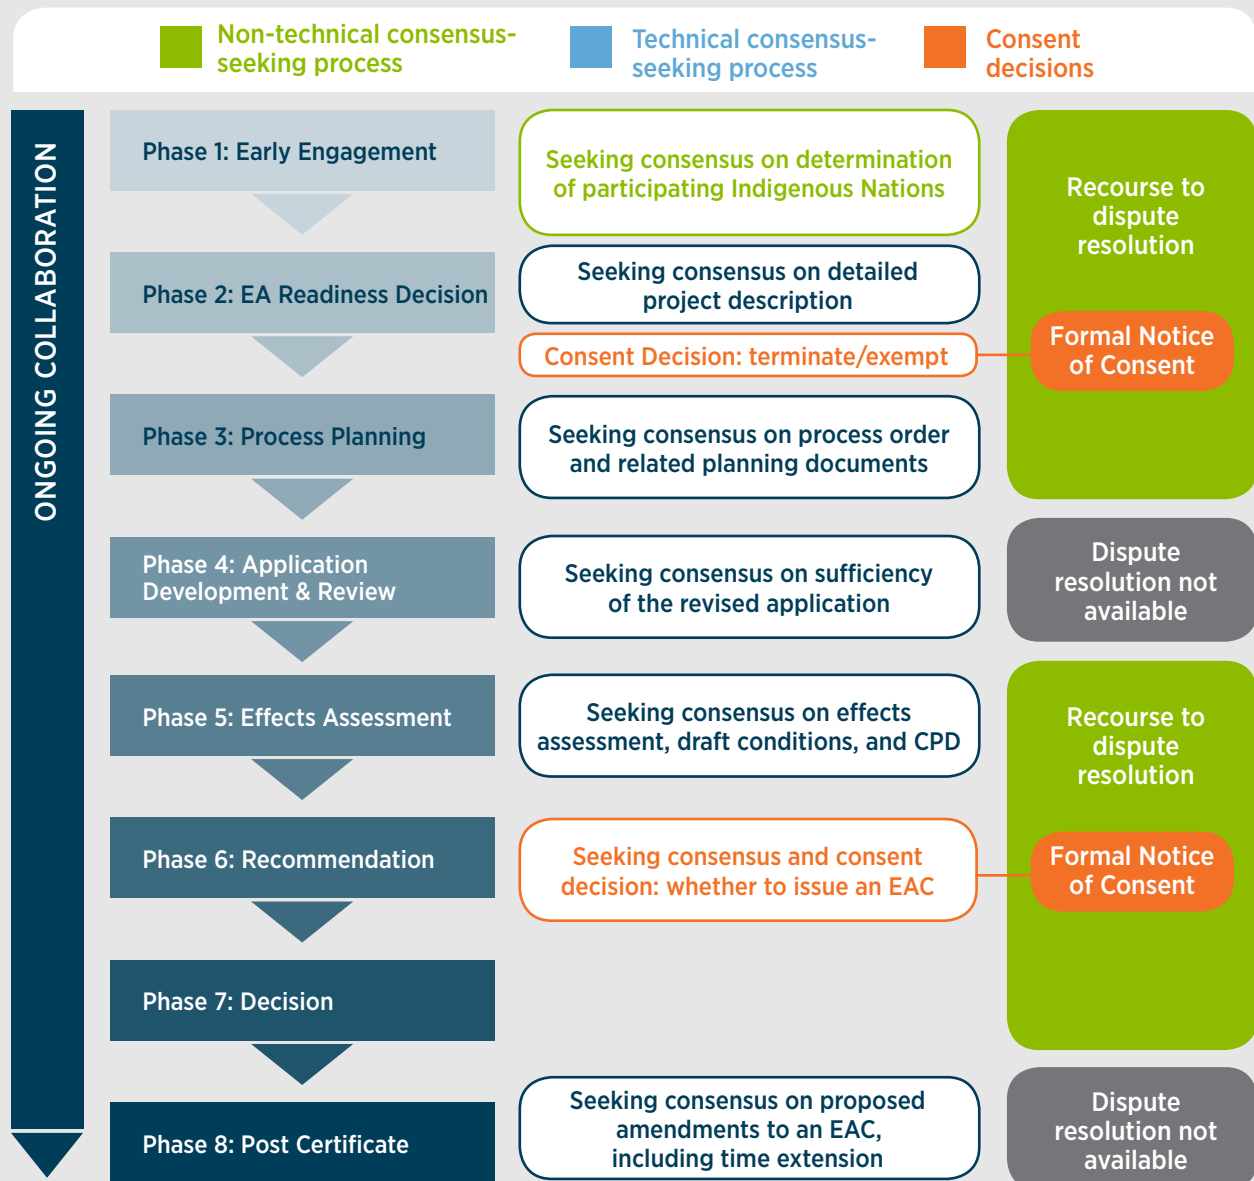 Non-technical consensus-
seeking process
Technical consensus-
seeking process
Consent
decisions
ONGOING COLLABORATION
Phase 1: Early Engagement
Seeking consensus on determination
of participating Indigenous Nations
Recourse to
dispute
resolution
Phase 2: EA Readiness Decision
Seeking consensus on detailed
project description
Consent Decision: terminate/exempt
Formal Notice
of Consent
Phase 3: Process Planning
Seeking consensus on process order
and related planning documents
Phase 4: Application
Development & Review
Seeking consensus on sufficiency
of the revised application
Dispute
resolution not
available
Phase 5: Effects Assessment
Seeking consensus on effects
assessment, draft conditions, and CPD
Recourse to
dispute
resolution
Phase 6: Recommendation
Seeking consensus and consent
decision: whether to issue an EAC
Formal Notice
of Consent
Phase 7: Decision
Phase 8: Post Certificate
Seeking consensus on proposed
amendments to an EAC,
including time extension
Dispute
resolution not
available